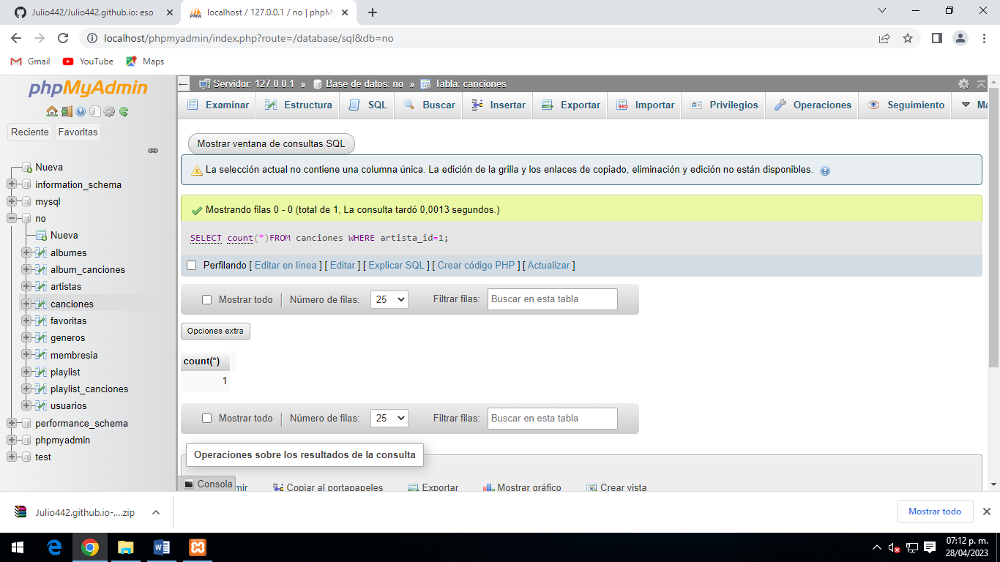 Julio442/Julio442.github.io: eso
localhost / 127.0.0.1 / no | phpMy
localhost/phpmyadmin/index.php?route=/database/sql&db=no
Gmail YouTube Maps
phpMyAdmin
Reciente Favoritas
Nueva
information_schema
mysql
no
Nueva
albumes
album_canciones
artistas
canciones
favoritas
generos
membresia
playlist
playlist_canciones
usuarios
performance_schema
phpmyadmin
test
Servidor: 127.0.0.1 » Base de datos: no » Tabla: canciones
Examinar Estructura SQL Buscar Insertar Exportar Importar Privilegios Operaciones Seguimiento Má
Mostrar ventana de consultas SQL
La selección actual no contiene una columna única. La edición de la grilla y los enlaces de copiado, eliminación y edición no están disponibles.
Mostrando filas 0 - 0 (total de 1, La consulta tardó 0,0013 segundos.)
SELECT count(*)FROM canciones WHERE artista_id=1;
Perfilando [ Editar en línea ] [ Editar ] [ Explicar SQL ] [ Crear código PHP ] [ Actualizar ]
Mostrar todo | Número de filas: 25 Filtrar filas: Buscar en esta tabla
Opciones extra
count(*)
1
Mostrar todo | Número de filas: 25 Filtrar filas: Buscar en esta tabla
Operaciones sobre los resultados de la consulta
Consola mir Copiar al portapapeles Exportar Mostrar gráfico Crear vista
Julio442.github.io-....zip
Mostrar todo
07:12 p. m.
28/04/2023